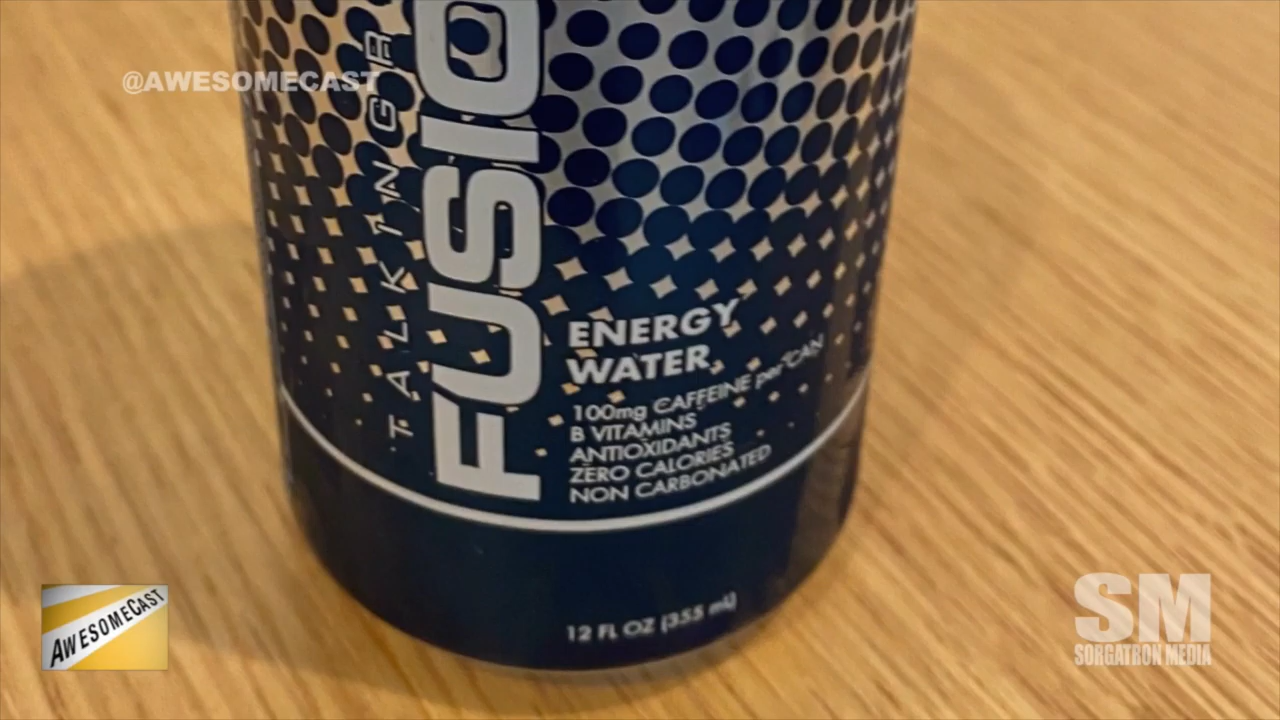 @AWESOMECAST
TALKING R
FUSIO
ENERGY
WATER
100mg CAFFEINE per CAN
B VITAMINS
ANTIOXIDANTS
ZERO CALORIES
NON CARBONATED
12 FL OZ (355 mL)
AWESOMECAST
SM
SORGATRON MEDIA